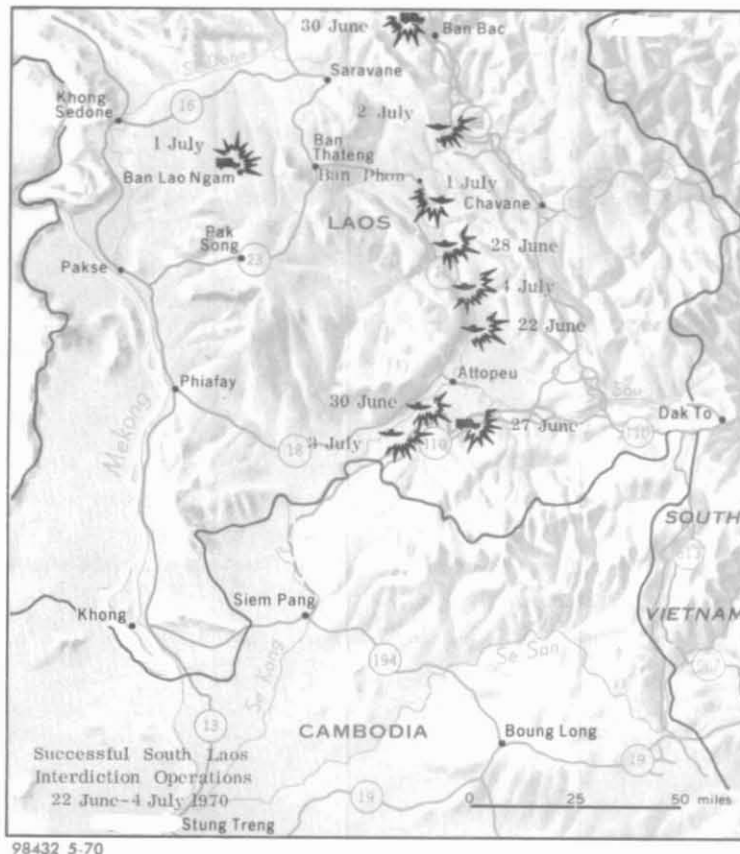 30 June
Ban Bac
Saravane
Khong
Sedone
16
2 July
1 July
Ban
Thateng
Ban Phon
Ban Lao Ngam
1 July
Chavane
LAOS
Pak
Song
23
28 June
Pakse
4 July
22 June
Attopeu
Phiafay
30 June
Dak To
27 June
3 July
18
110
110
Mekong
SOUTH
VIETNAM
Siem Pang
Khong
Se Kong
194
Se San
13
CAMBODIA
Boung Long
19
19
Successful South Laos
Interdiction Operations
22 June-4 July 1970
0 25 50 miles
Stung Treng
98432 5-70